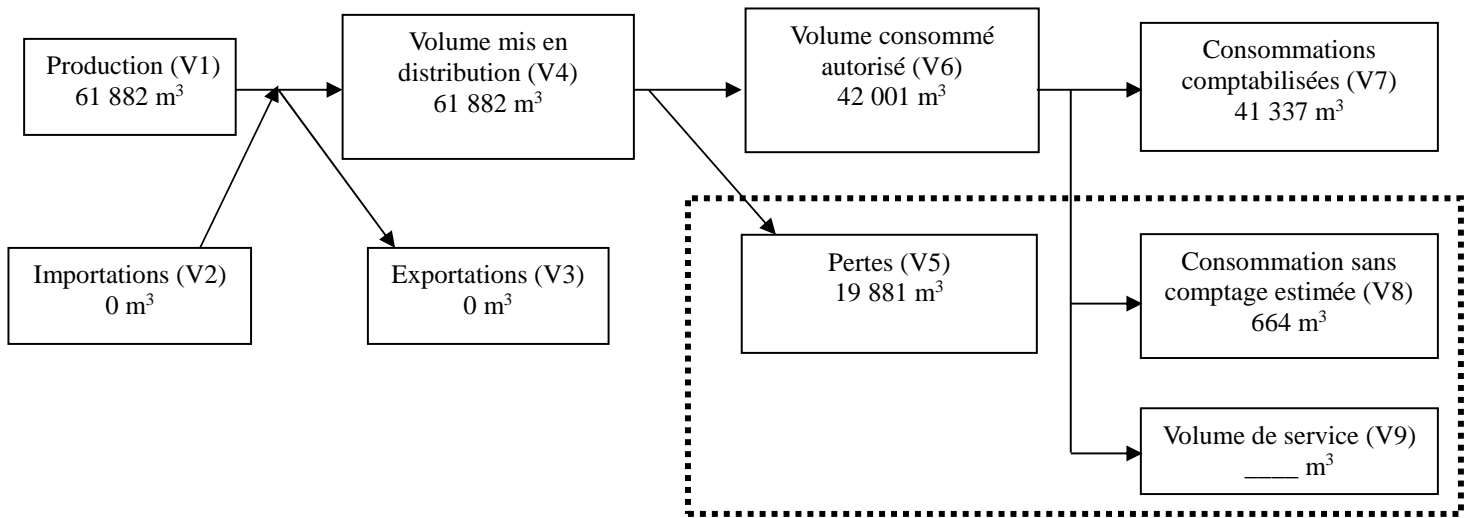 Production (V1)
61 882 m³
Volume mis en
distribution (V4)
61 882 m³
Volume consommé
autorisé (V6)
42 001 m³
Consommations
comptabilisées (V7)
41 337 m³
Importations (V2)
0 m³
Exportations (V3)
0 m³
Pertes (V5)
19 881 m³
Consommation sans
comptage estimée (V8)
664 m³
Volume de service (V9)
____ m³